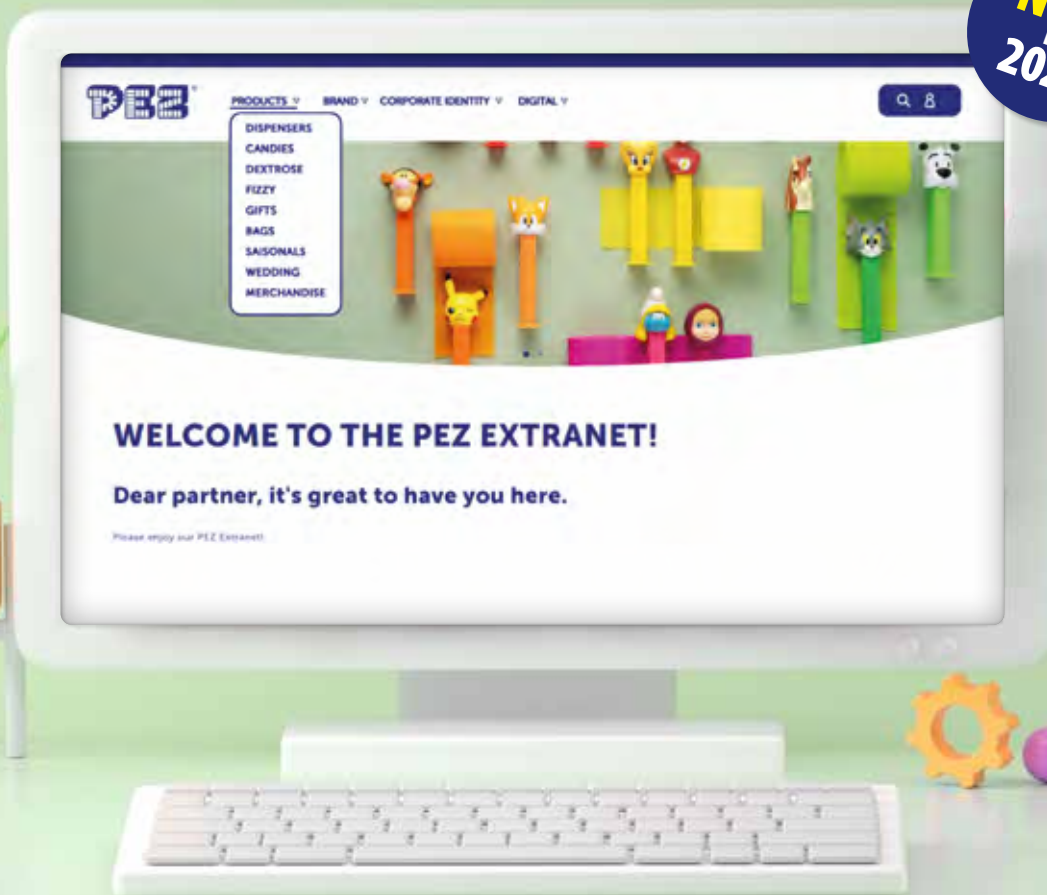 PEZ
PRODUCTS BRAND CORPORATE IDENTITY DIGITAL
DISPENSERS
CANDIES
DEXTROSE
FIZZY
GIFTS
BAGS
SAISONALS
WEDDING
MERCHANDISE
WELCOME TO THE PEZ EXTRANET!
Dear partner, it's great to have you here.
Please enjoy our PEZ Extranet!